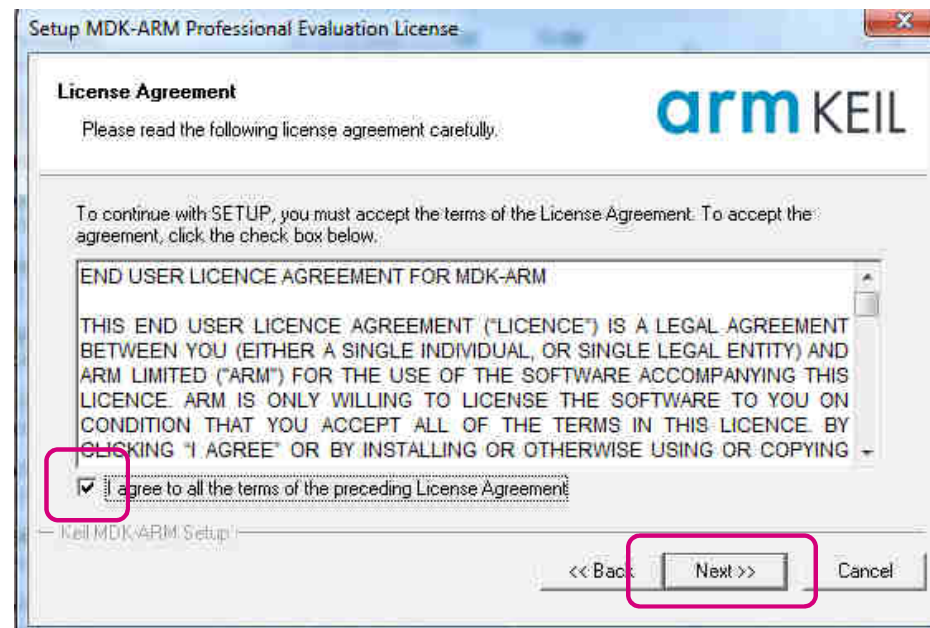 Setup MDK-ARM Professional Evaluation License
License Agreement
Please read the following license agreement carefully.
arm KEIL
To continue with SETUP, you must accept the terms of the License Agreement. To accept the
agreement, click the check box below.
END USER LICENCE AGREEMENT FOR MDK-ARM
THIS END USER LICENCE AGREEMENT ("LICENCE") IS A LEGAL AGREEMENT
BETWEEN YOU (EITHER A SINGLE INDIVIDUAL, OR SINGLE LEGAL ENTITY) AND
ARM LIMITED ("ARM") FOR THE USE OF THE SOFTWARE ACCOMPANYING THIS
LICENCE. ARM IS ONLY WILLING TO LICENSE THE SOFTWARE TO YOU ON
CONDITION THAT YOU ACCEPT ALL OF THE TERMS IN THIS LICENCE. BY
CLICKING "I AGREE" OR BY INSTALLING OR OTHERWISE USING OR COPYING
I agree to all the terms of the preceding License Agreement
Keil MDK-ARM Setup
<< Back
Next >>
Cancel